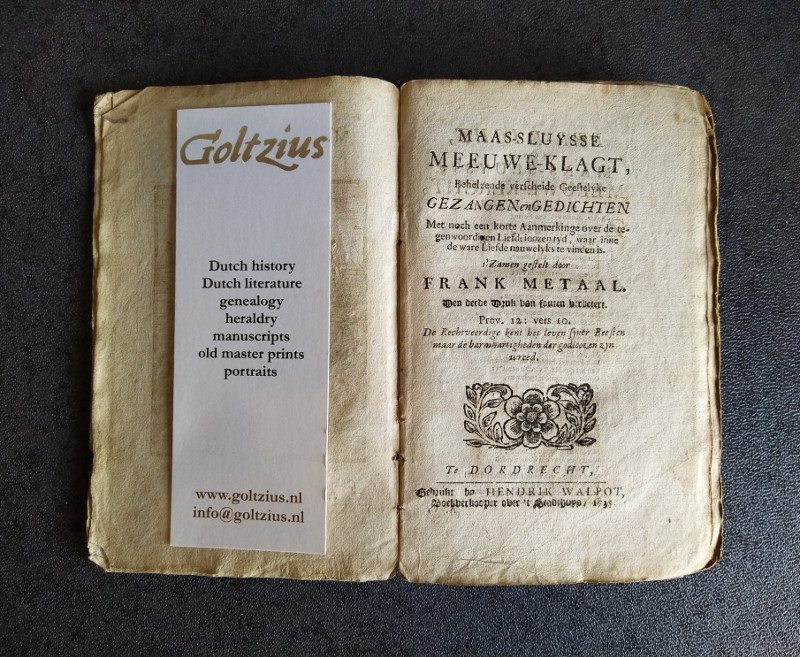 Goltzius
Dutch history
Dutch literature
genealogy
heraldry
manuscripts
old master prints
portraits
www.goltzius.nl
info@goltzius.nl
MAAS-SLUYSSE
MEEUWE-KLAGT,
Behelzende verscheide Geestelyke
GEZANGEN en GEDICHTEN.
Met noch een korte Aanmerkinge over de te-
genwoordigen Liefdeloozen tyd, waar inne
de ware Liefde nauwelyks te vinden is.
t'Zamen gestelt door
FRANK METAAL.
Den derde Druk van fouten verbetert.
Prov. 12: vers 10.
De Rechtveerdige kent het leven syner Beesten
maar de barmhartigheden der godloozen zyn
wreed.
Te DORDRECHT,
Gedrukt by HENDRIK WALPOT,
Boekverkooper over 't Stadthuys, 1735.